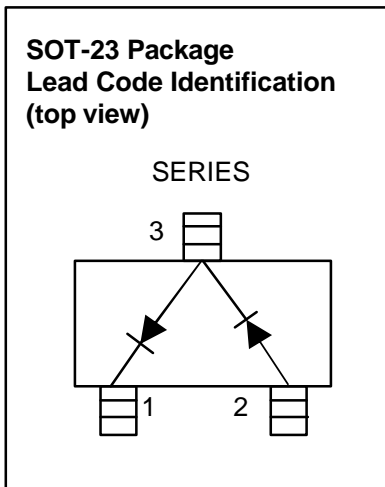 SOT-23 Package
Lead Code Identification
(top view)
SERIES
3
1 2